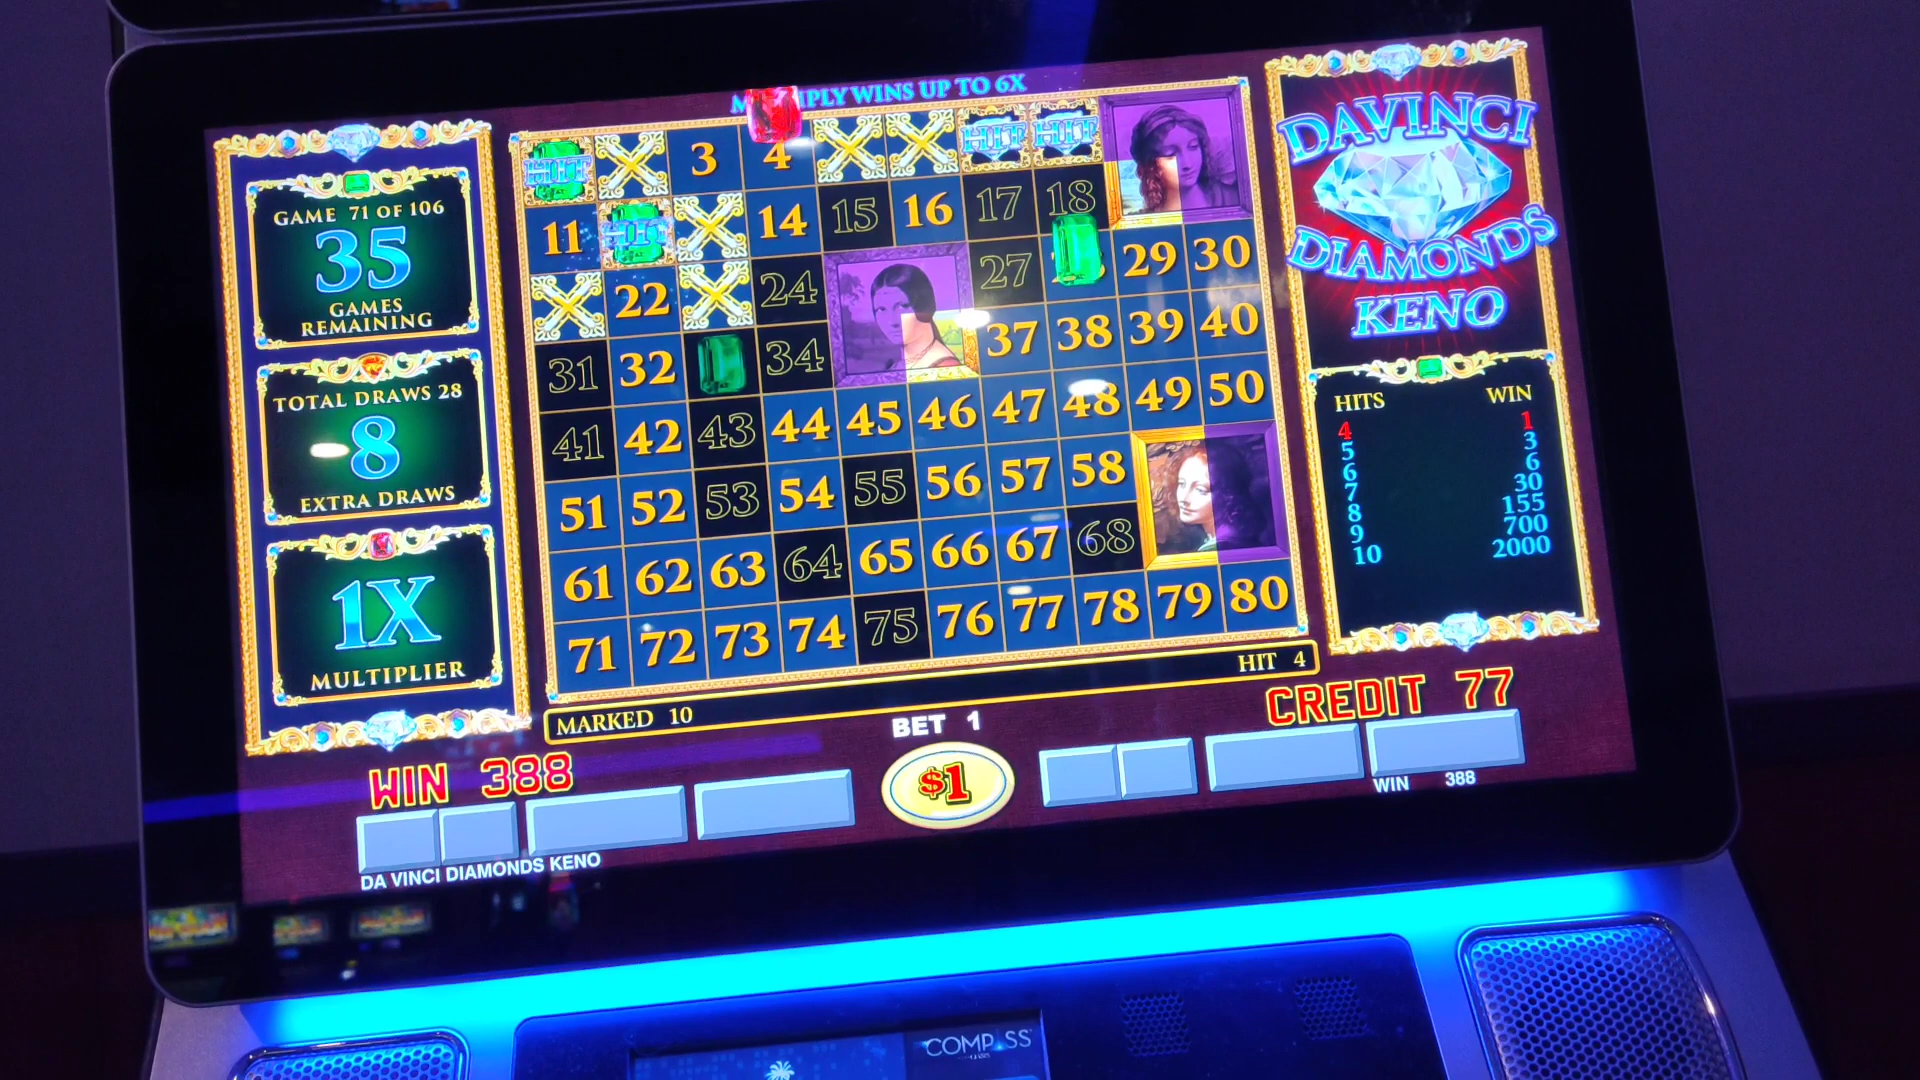 MULTIPLY WINS UP TO 6X
GAME 71 OF 106
35
GAMES
REMAINING
TOTAL DRAWS 28
8
EXTRA DRAWS
1X
MULTIPLIER
HIT 3 4 HIT HIT
11 HIT 14 15 16 17 18
22 24 27 29 30
31 32 34 37 38 39 40
41 42 43 44 45 46 47 48 49 50
51 52 53 54 55 56 57 58
61 62 63 64 65 66 67 68
71 72 73 74 75 76 77 78 79 80
MARKED 10
HIT 4
DAVINCI
DIAMONDS
KENO
HITS WIN
4 1
5 3
6 6
7 30
8 155
9 700
10 2000
WIN 388
BET 1
$1
CREDIT 77
WIN 388
DA VINCI DIAMONDS KENO